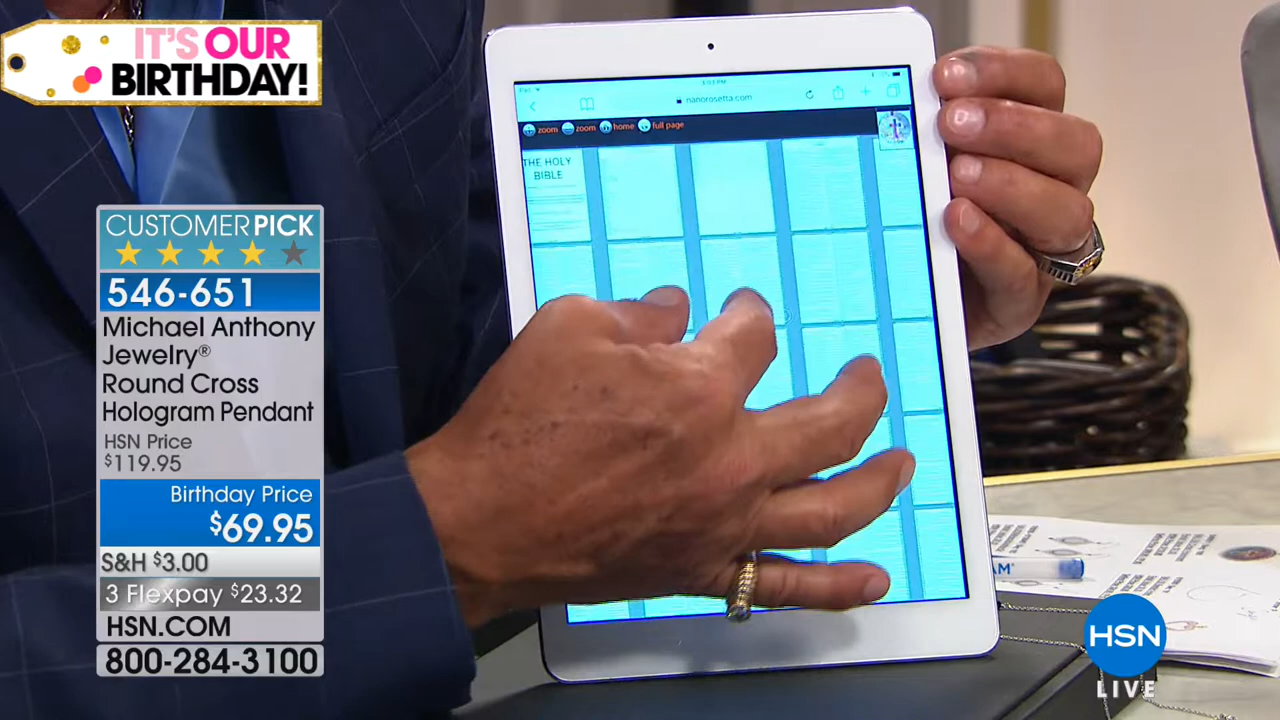 IT'S OUR
BIRTHDAY!
CUSTOMER PICK
546-651
Michael Anthony
Jewelry®
Round Cross
Hologram Pendant
HSN Price
$119.95
Birthday Price
$69.95
S&H $3.00
3 Flexpay $23.32
HSN.COM
800-284-3100
iPad
nanorosetta.com
zoom zoom home full page
THE HOLY
BIBLE
HSN
LIVE